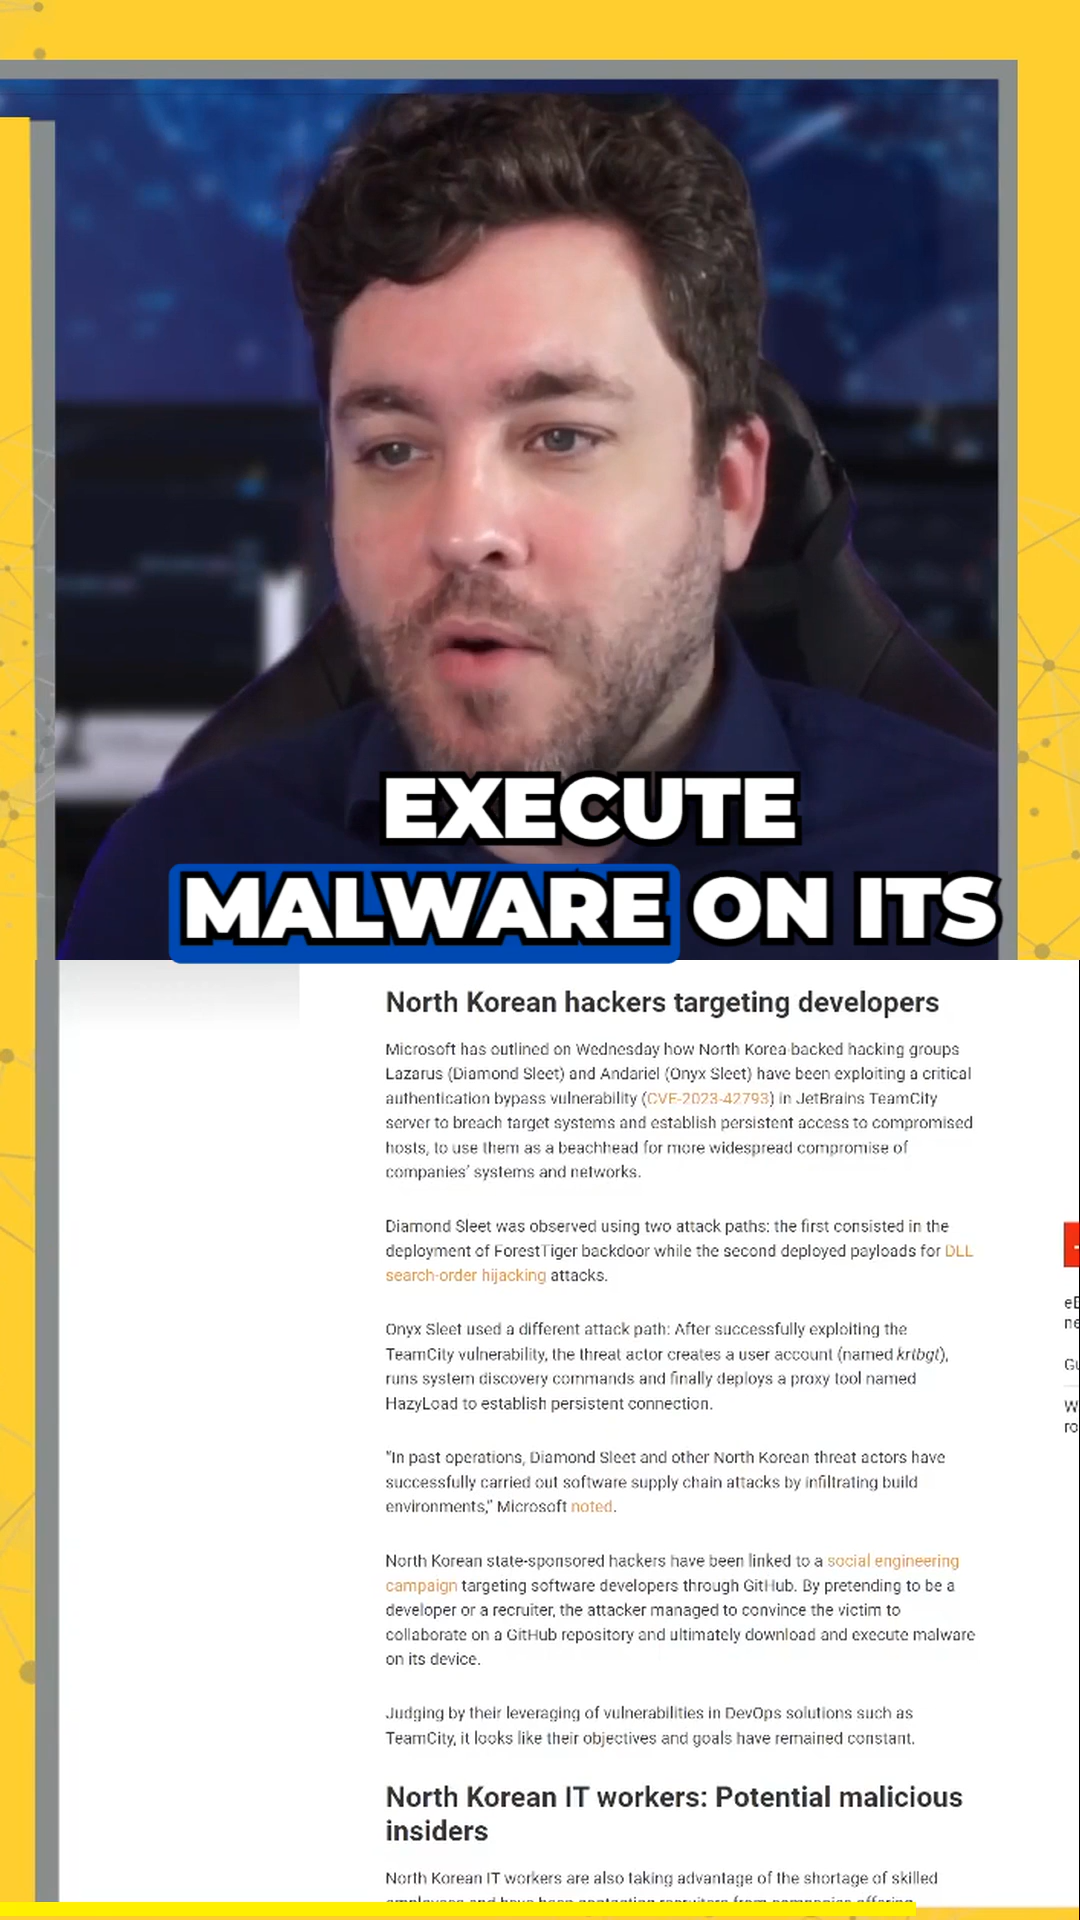 EXECUTE
MALWARE ON ITS
North Korean hackers targeting developers
Microsoft has outlined on Wednesday how North Korea-backed hacking groups
Lazarus (Diamond Sleet) and Andariel (Onyx Sleet) have been exploiting a critical
authentication bypass vulnerability (CVE-2023-42793) in JetBrains TeamCity
server to breach target systems and establish persistent access to compromised
hosts, to use them as a beachhead for more widespread compromise of
companies’ systems and networks.
Diamond Sleet was observed using two attack paths: the first consisted in the
deployment of ForestTiger backdoor while the second deployed payloads for DLL
search-order hijacking attacks.
Onyx Sleet used a different attack path: After successfully exploiting the
TeamCity vulnerability, the threat actor creates a user account (named krtbgt),
runs system discovery commands and finally deploys a proxy tool named
HazyLoad to establish persistent connection.
“In past operations, Diamond Sleet and other North Korean threat actors have
successfully carried out software supply chain attacks by infiltrating build
environments,” Microsoft noted.
North Korean state-sponsored hackers have been linked to a social engineering
campaign targeting software developers through GitHub. By pretending to be a
developer or a recruiter, the attacker managed to convince the victim to
collaborate on a GitHub repository and ultimately download and execute malware
on its device.
Judging by their leveraging of vulnerabilities in DevOps solutions such as
TeamCity, it looks like their objectives and goals have remained constant.
North Korean IT workers: Potential malicious
insiders
North Korean IT workers are also taking advantage of the shortage of skilled